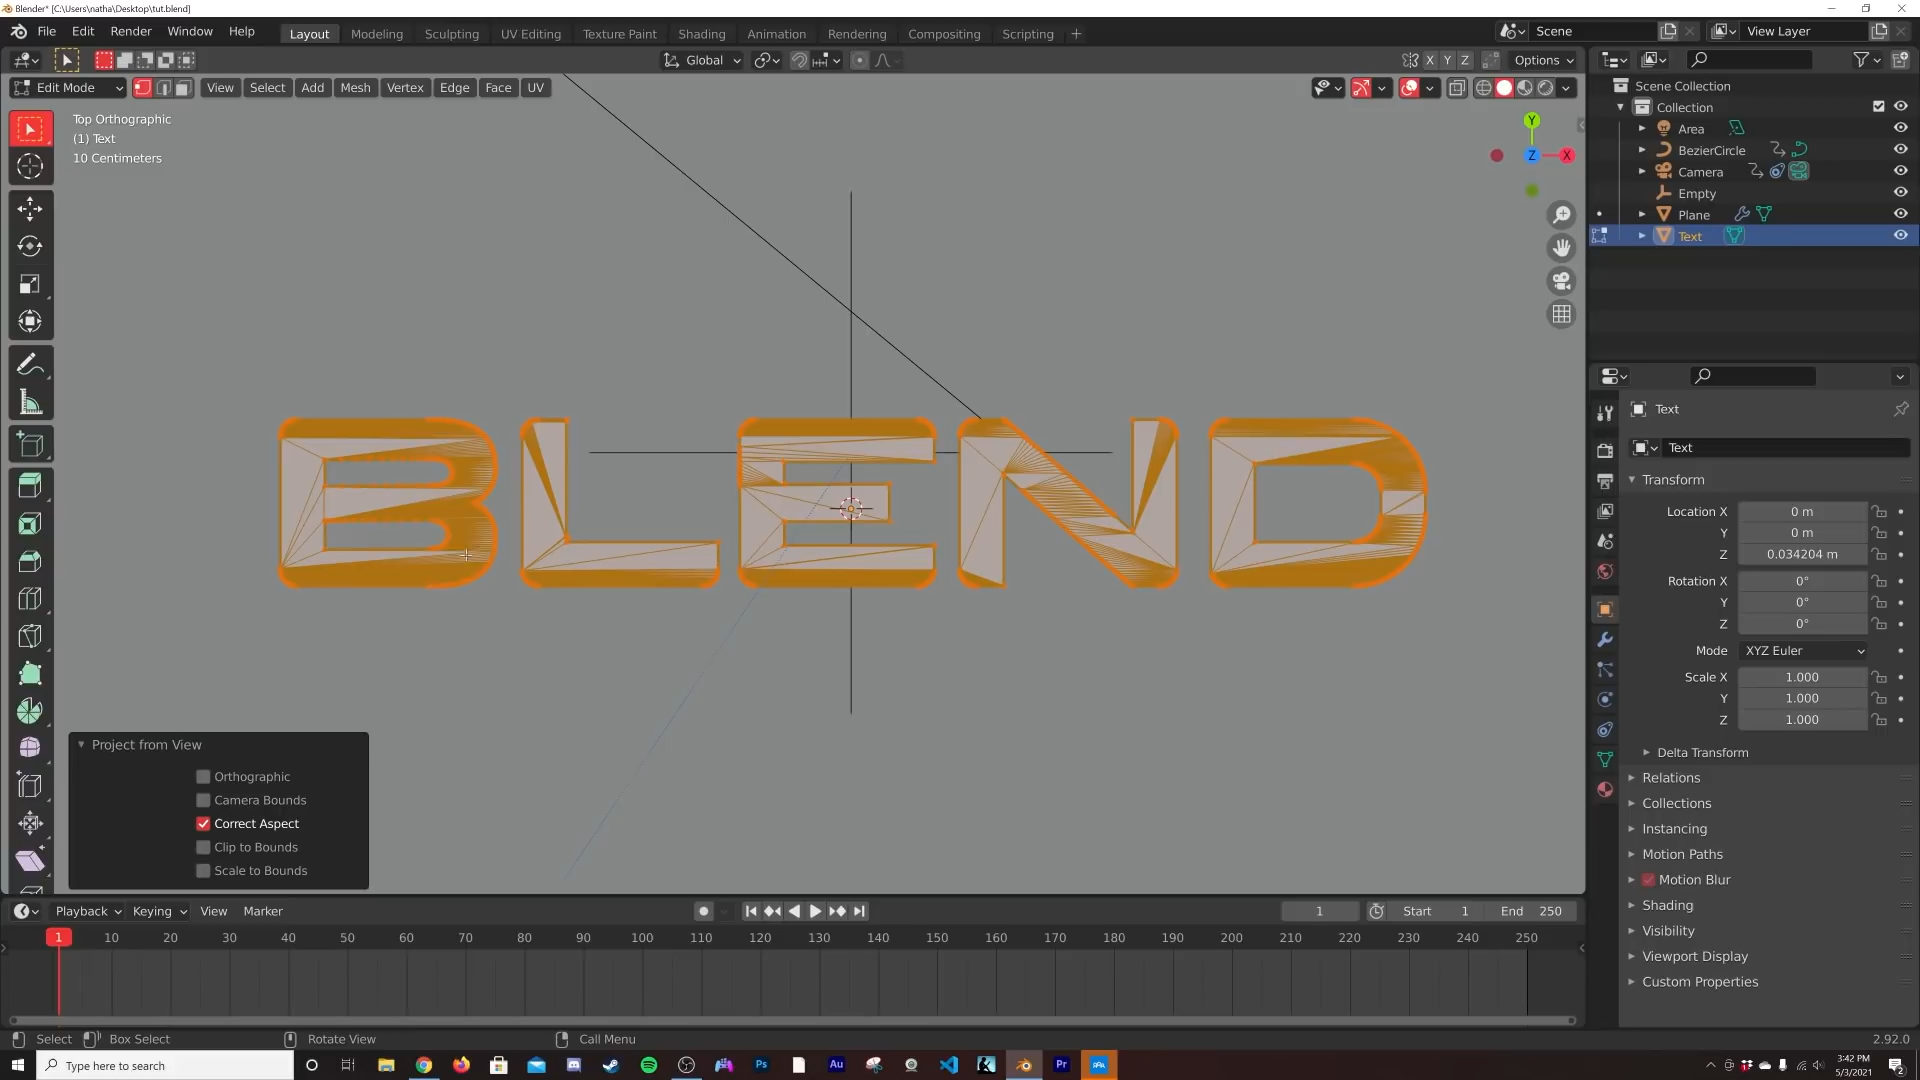 Blender* [C:\Users\natha\Desktop\tut.blend]
File Edit Render Window Help Layout Modeling Sculpting UV Editing Texture Paint Shading Animation Rendering Compositing Scripting + Scene View Layer
Global X Y Z Options
Edit Mode View Select Add Mesh Vertex Edge Face UV
Top Orthographic
(1) Text
10 Centimeters
Y
Z X
BLEND
Project from View
Orthographic
Camera Bounds
Correct Aspect
Clip to Bounds
Scale to Bounds
Scene Collection
Collection
Area
BezierCircle
Camera
Empty
Plane
Text
Text
Text
Transform
Location X 0 m
Y 0 m
Z 0.034204 m
Rotation X 0°
Y 0°
Z 0°
Mode XYZ Euler
Scale X 1.000
Y 1.000
Z 1.000
Delta Transform
Relations
Collections
Instancing
Motion Paths
Motion Blur
Shading
Visibility
Viewport Display
Custom Properties
Playback Keying View Marker 1 Start 1 End 250
1 10 20 30 40 50 60 70 80 90 100 110 120 130 140 150 160 170 180 190 200 210 220 230 240 250
Select Box Select Rotate View Call Menu 2.92.0
Type here to search Ps Au Pr 3:42 PM
5/3/2021 2